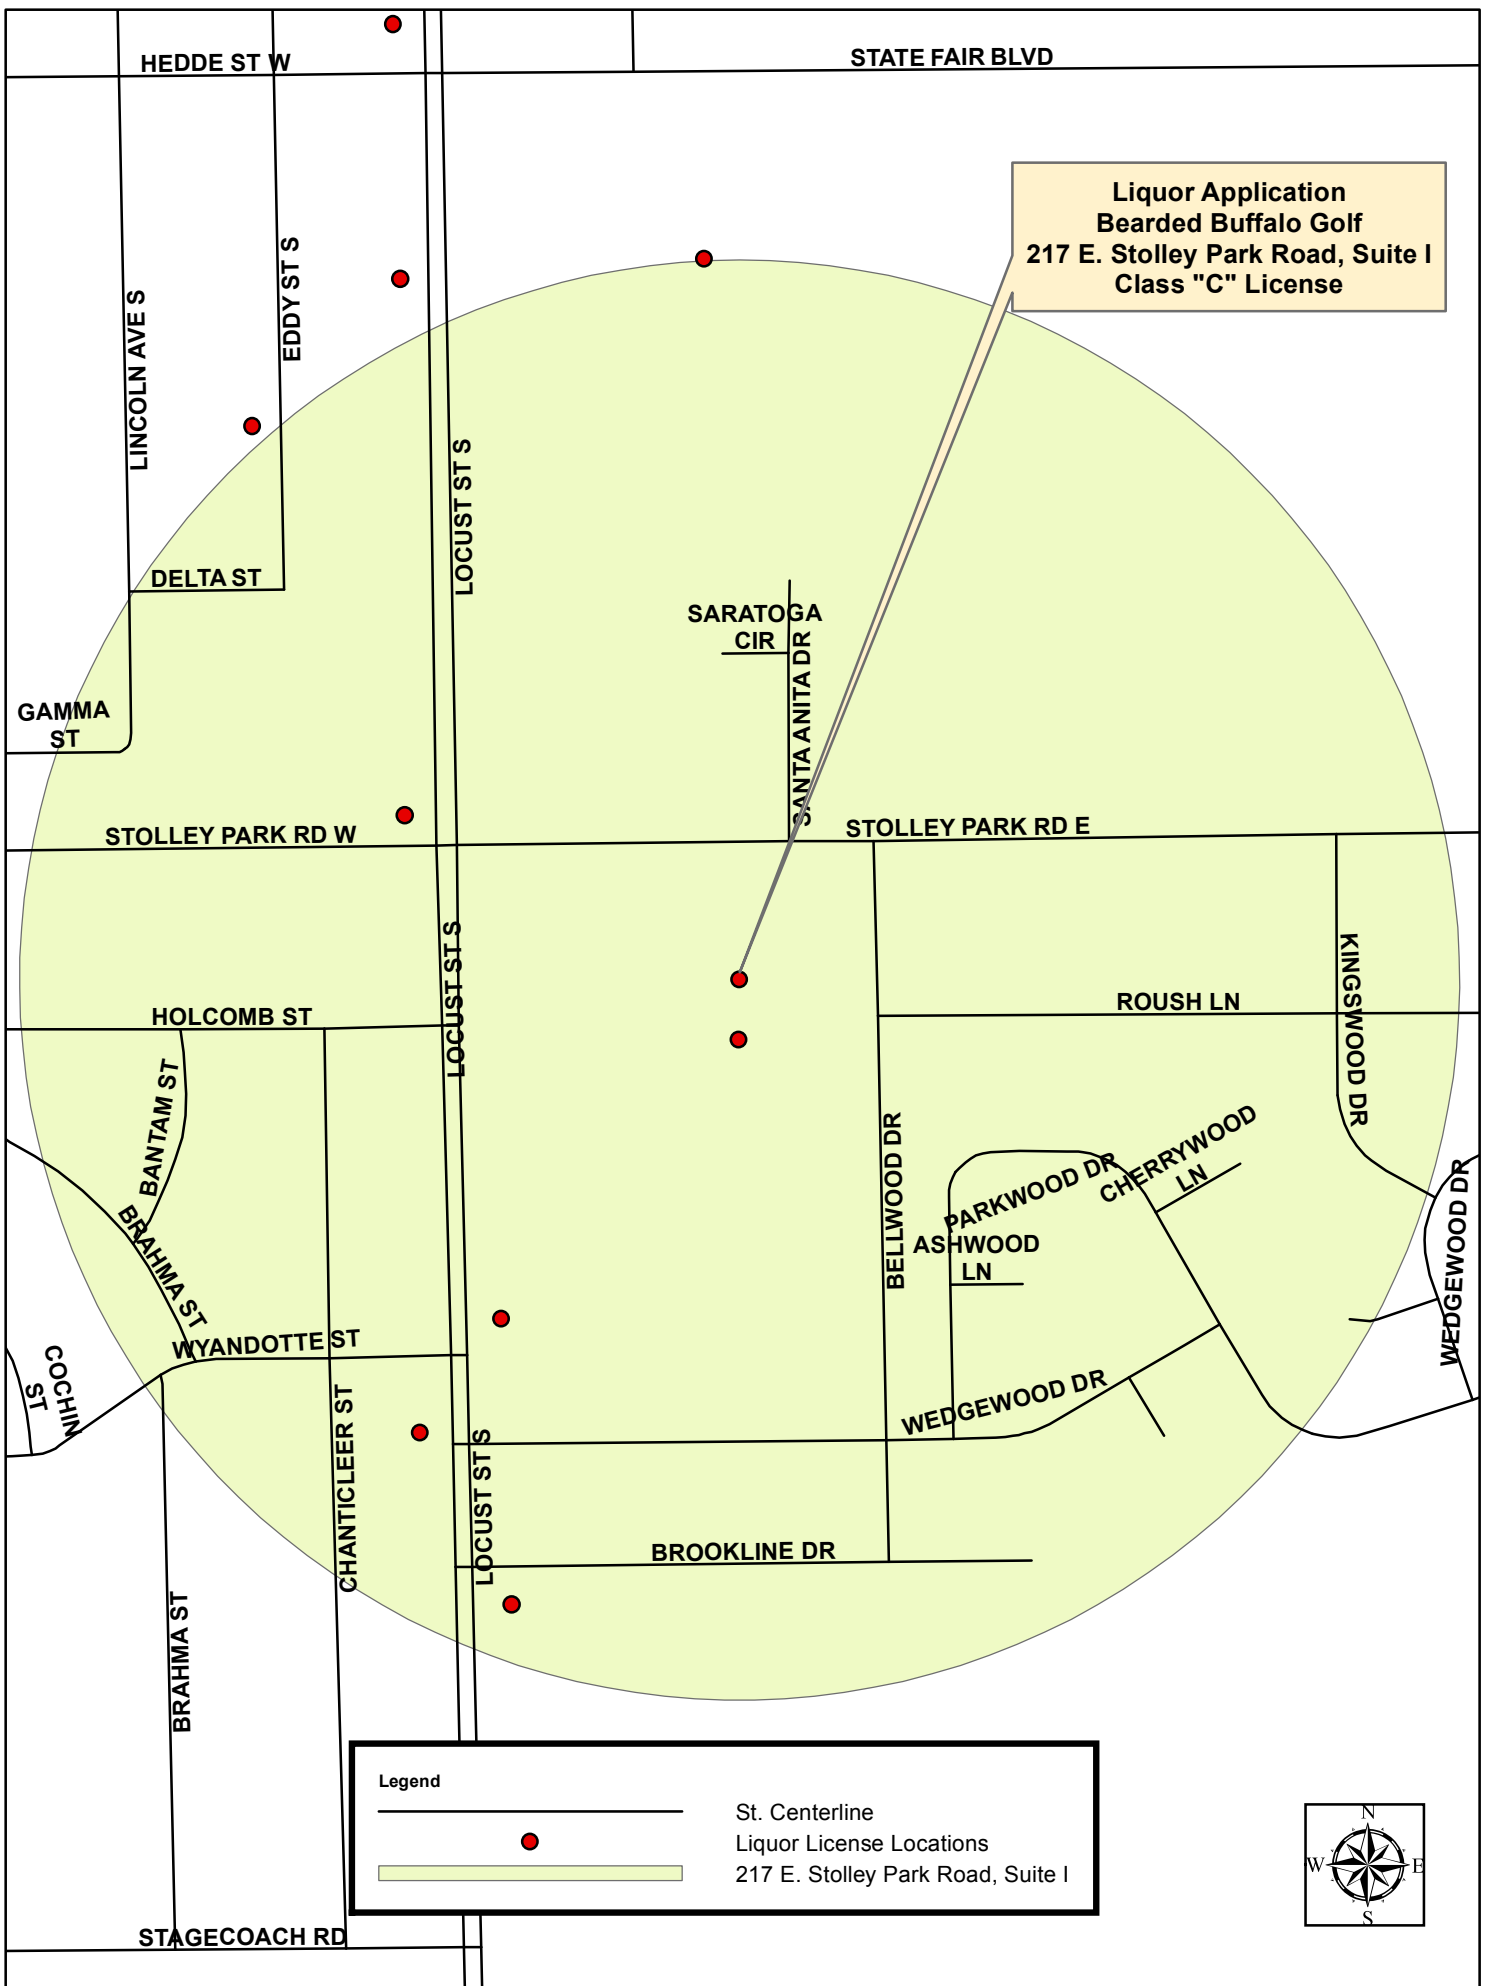 HEDDE ST W
STATE FAIR BLVD
Liquor Application
Bearded Buffalo Golf
217 E. Stolley Park Road, Suite I
Class "C" License
LINCOLN AVE S
EDDY ST S
LOCUST ST S
DELTA ST
SARATOGA
CIR
SANTA ANITA DR
GAMMA
ST
STOLLEY PARK RD W
STOLLEY PARK RD E
LOCUST ST S
KINGSWOOD DR
HOLCOMB ST
ROUSH LN
BANTAM ST
BELLWOOD DR
PARKWOOD DR
CHERRYWOOD
LN
WEDGEWOOD DR
BRAHMA ST
ASHWOOD
LN
WYANDOTTE ST
COCHIN
ST
CHANTICLEER ST
WEDGEWOOD DR
LOCUST ST S
BROOKLINE DR
BRAHMA ST
Legend
St. Centerline
Liquor License Locations
217 E. Stolley Park Road, Suite I
N
W
E
S
STAGECOACH RD